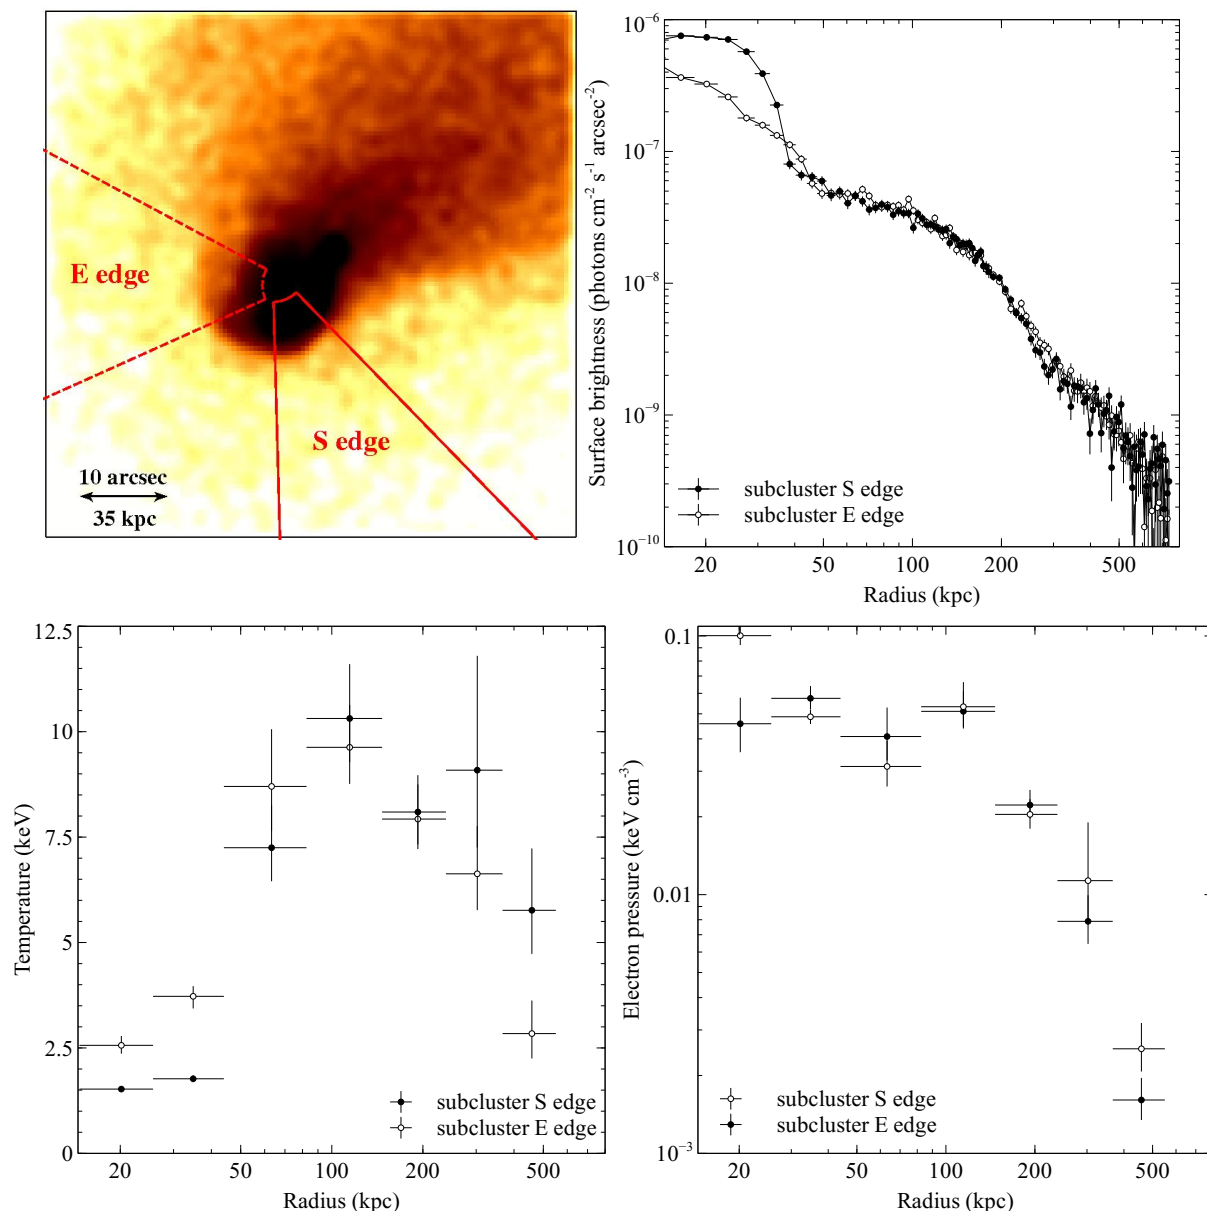 E edge
S edge
10 arcsec
35 kpc
10⁻⁶
10⁻⁷
10⁻⁸
10⁻⁹
10⁻¹⁰
Surface brightness (photons cm⁻² s⁻¹ arcsec⁻²)
subcluster S edge
subcluster E edge
20 50 100 200 500
Radius (kpc)
12.5
10
7.5
5
2.5
0
Temperature (keV)
subcluster S edge
subcluster E edge
20 50 100 200 500
Radius (kpc)
0.1
0.01
10⁻³
Electron pressure (keV cm⁻³)
subcluster S edge
subcluster E edge
20 50 100 200 500
Radius (kpc)